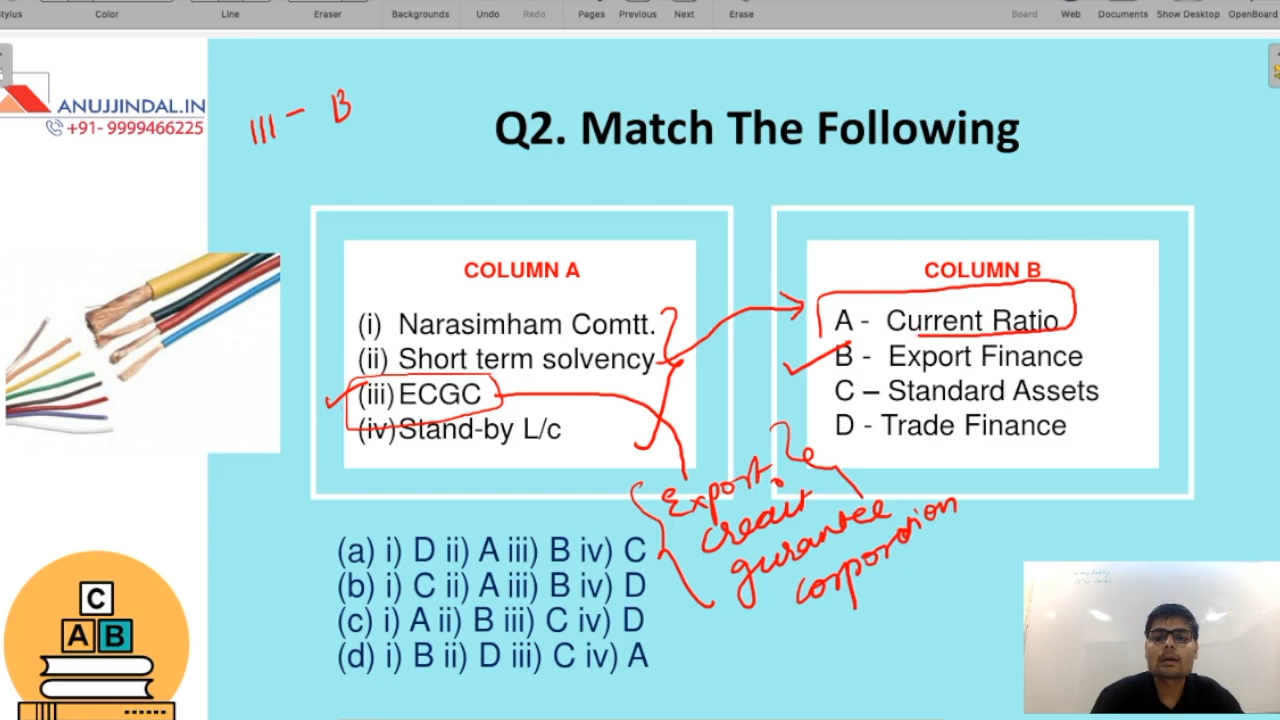 tylus Color Line Eraser Backgrounds Undo Redo Pages Previous Next Erase Board Web Documents Show Desktop OpenBoard
ANUJJINDAL.IN
+91- 9999466225
III - B
Q2. Match The Following
COLUMN A
(i) Narasimham Comtt.
(ii) Short term solvency
(iii) ECGC
(iv) Stand-by L/c
COLUMN B
A - Current Ratio
B - Export Finance
C – Standard Assets
D - Trade Finance
Export
credit
gurantee
corportion
(a) i) D ii) A iii) B iv) C
(b) i) C ii) A iii) B iv) D
(c) i) A ii) B iii) C iv) D
(d) i) B ii) D iii) C iv) A
C
A B